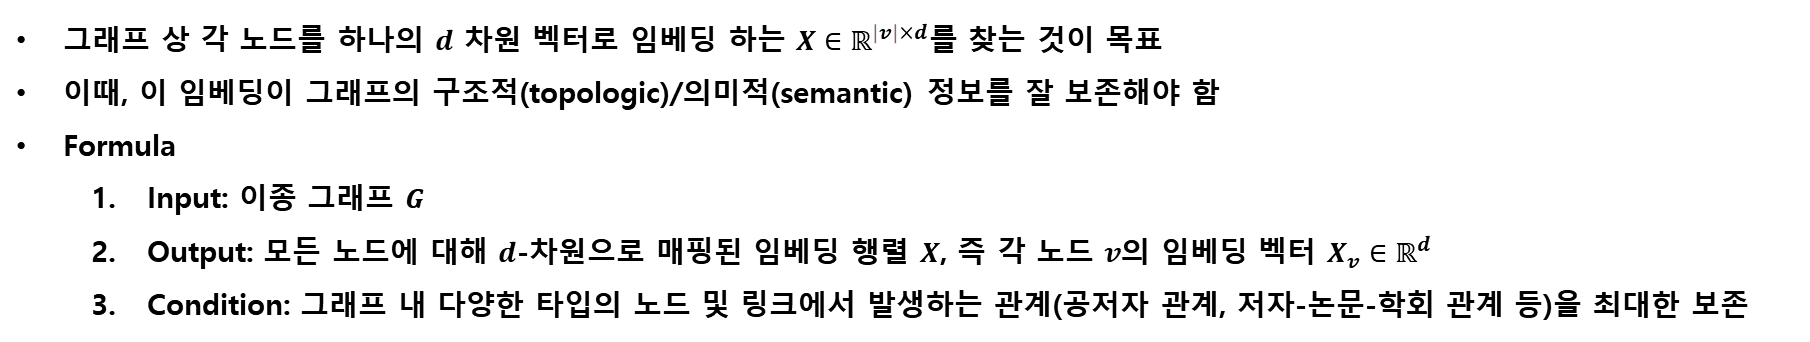 • 그래프 상 각 노드를 하나의 d 차원 벡터로 임베딩 하는 X ∈ ℝ^{|v|×d}를 찾는 것이 목표
• 이때, 이 임베딩이 그래프의 구조적(topologic)/의미적(semantic) 정보를 잘 보존해야 함
• Formula
1. Input: 이종 그래프 G
2. Output: 모든 노드에 대해 d-차원으로 매핑된 임베딩 행렬 X, 즉 각 노드 v의 임베딩 벡터 X_v ∈ ℝ^d
3. Condition: 그래프 내 다양한 타입의 노드 및 링크에서 발생하는 관계(공저자 관계, 저자-논문-학회 관계 등)을 최대한 보존